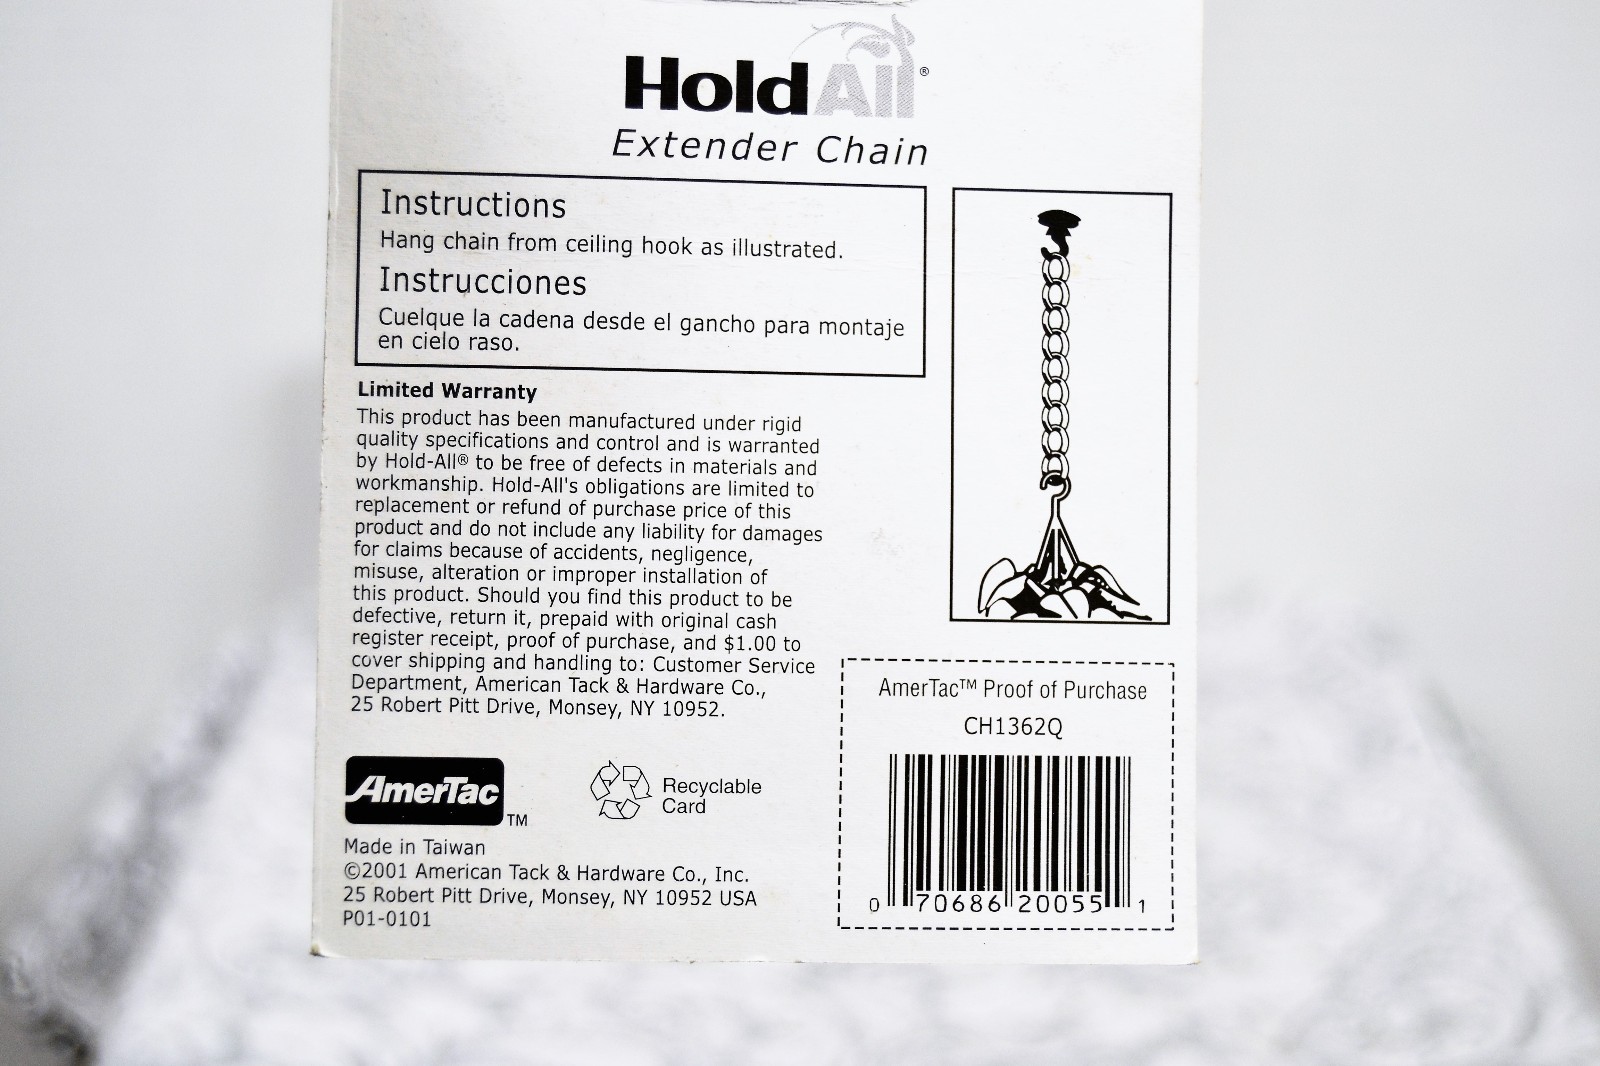 HoldAll®
Extender Chain
Instructions
Hang chain from ceiling hook as illustrated.
Instrucciones
Cuelque la cadena desde el gancho para montaje
en cielo raso.
Limited Warranty
This product has been manufactured under rigid
quality specifications and control and is warranted
by Hold-All® to be free of defects in materials and
workmanship. Hold-All's obligations are limited to
replacement or refund of purchase price of this
product and do not include any liability for damages
for claims because of accidents, negligence,
misuse, alteration or improper installation of
this product. Should you find this product to be
defective, return it, prepaid with original cash
register receipt, proof of purchase, and $1.00 to
cover shipping and handling to: Customer Service
Department, American Tack & Hardware Co.,
25 Robert Pitt Drive, Monsey, NY 10952.
AmerTac TM
Recyclable
Card
Made in Taiwan
©2001 American Tack & Hardware Co., Inc.
25 Robert Pitt Drive, Monsey, NY 10952 USA
P01-0101
AmerTac™ Proof of Purchase
CH1362Q
0 70686 20055 1